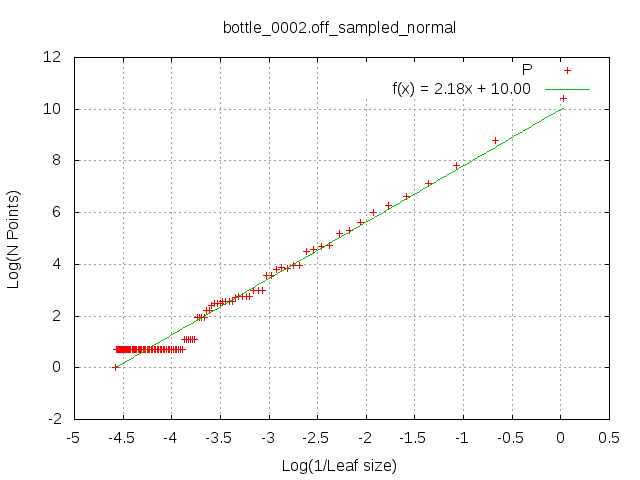 bottle_0002.off_sampled_normal
12
10
8
6
4
2
0
-2
-5 -4.5 -4 -3.5 -3 -2.5 -2 -1.5 -1 -0.5 0 0.5
Log(1/Leaf size)
Log(N Points)
P
f(x) = 2.18x + 10.00